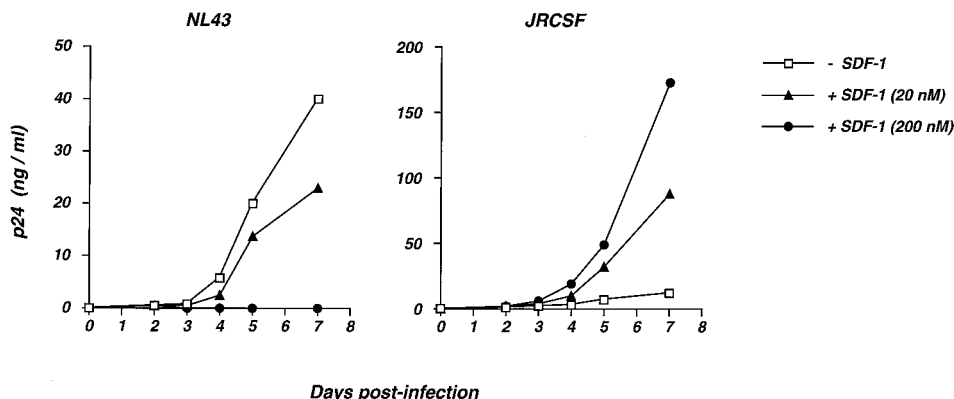 NL43
JRCSF
50
40
30
20
10
0
200
150
100
50
0
p24 (ng / ml)
0 1 2 3 4 5 6 7 8
0 1 2 3 4 5 6 7 8
Days post-infection
- SDF-1
+ SDF-1 (20 nM)
+ SDF-1 (200 nM)